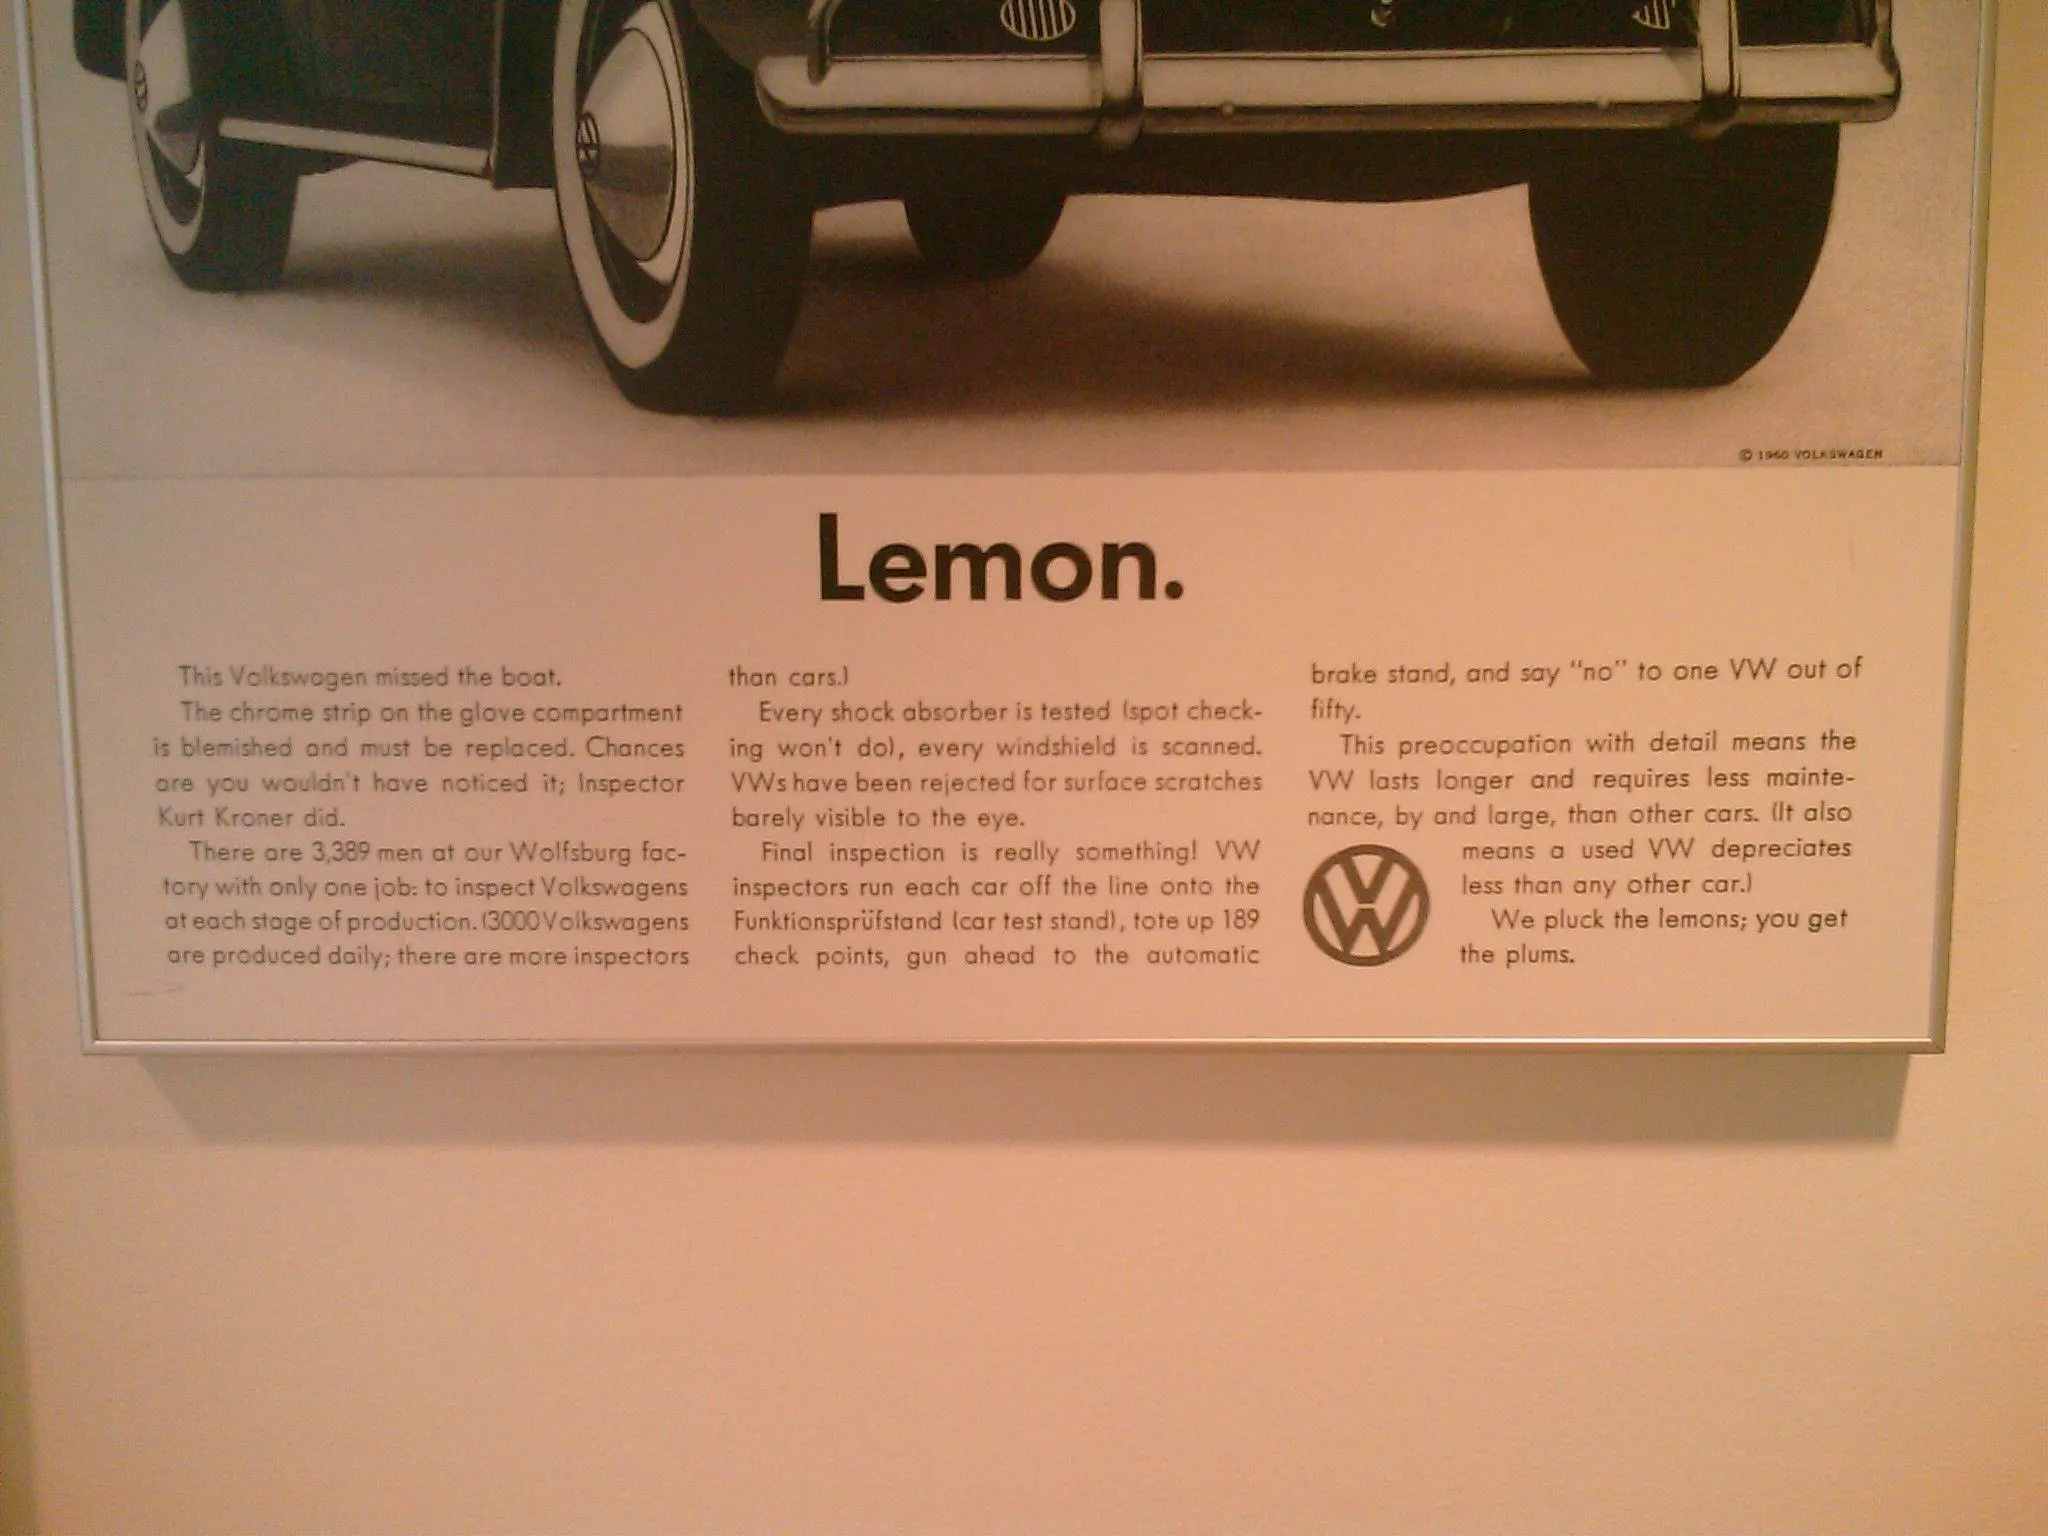 © 1960 VOLKSWAGEN
Lemon.
This Volkswagen missed the boat.
The chrome strip on the glove compartment
is blemished and must be replaced. Chances
are you wouldn't have noticed it; Inspector
Kurt Kroner did.
There are 3,389 men at our Wolfsburg fac-
tory with only one job: to inspect Volkswagens
at each stage of production. (3000 Volkswagens
are produced daily; there are more inspectors
than cars.)
Every shock absorber is tested (spot check-
ing won't do), every windshield is scanned.
VWs have been rejected for surface scratches
barely visible to the eye.
Final inspection is really something! VW
inspectors run each car off the line onto the
Funktionsprüfstand (car test stand), tote up 189
check points, gun ahead to the automatic
brake stand, and say “no” to one VW out of
fifty.
This preoccupation with detail means the
VW lasts longer and requires less mainte-
nance, by and large, than other cars. (It also
means a used VW depreciates
less than any other car.)
We pluck the lemons; you get
the plums.